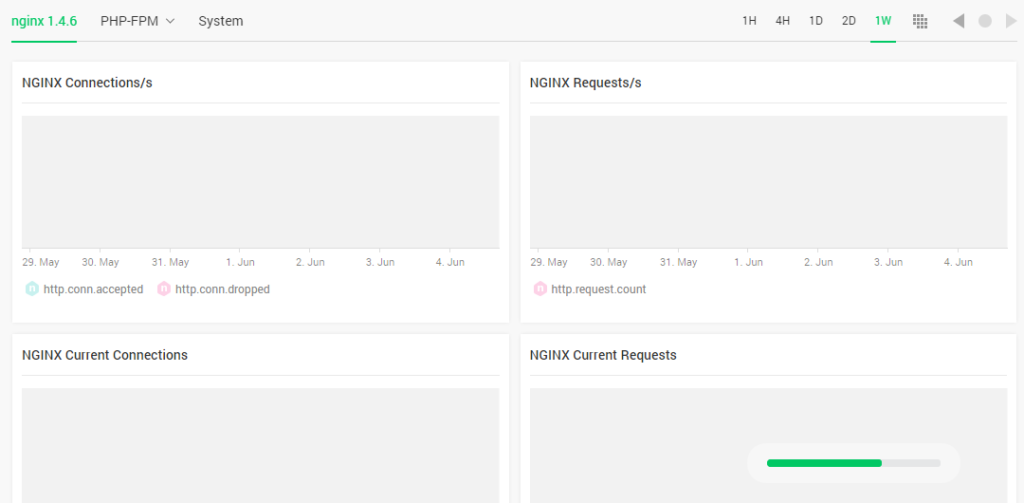 nginx 1.4.6 PHP-FPM System 1H 4H 1D 2D 1W
NGINX Connections/s
29. May 30. May 31. May 1. Jun 2. Jun 3. Jun 4. Jun
n http.conn.accepted n http.conn.dropped
NGINX Requests/s
29. May 30. May 31. May 1. Jun 2. Jun 3. Jun 4. Jun
n http.request.count
NGINX Current Connections
NGINX Current Requests